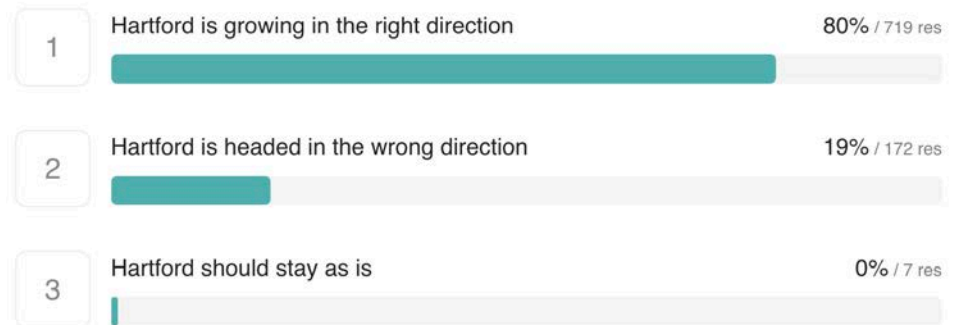 1 Hartford is growing in the right direction 80% / 719 res
2 Hartford is headed in the wrong direction 19% / 172 res
3 Hartford should stay as is 0% / 7 res